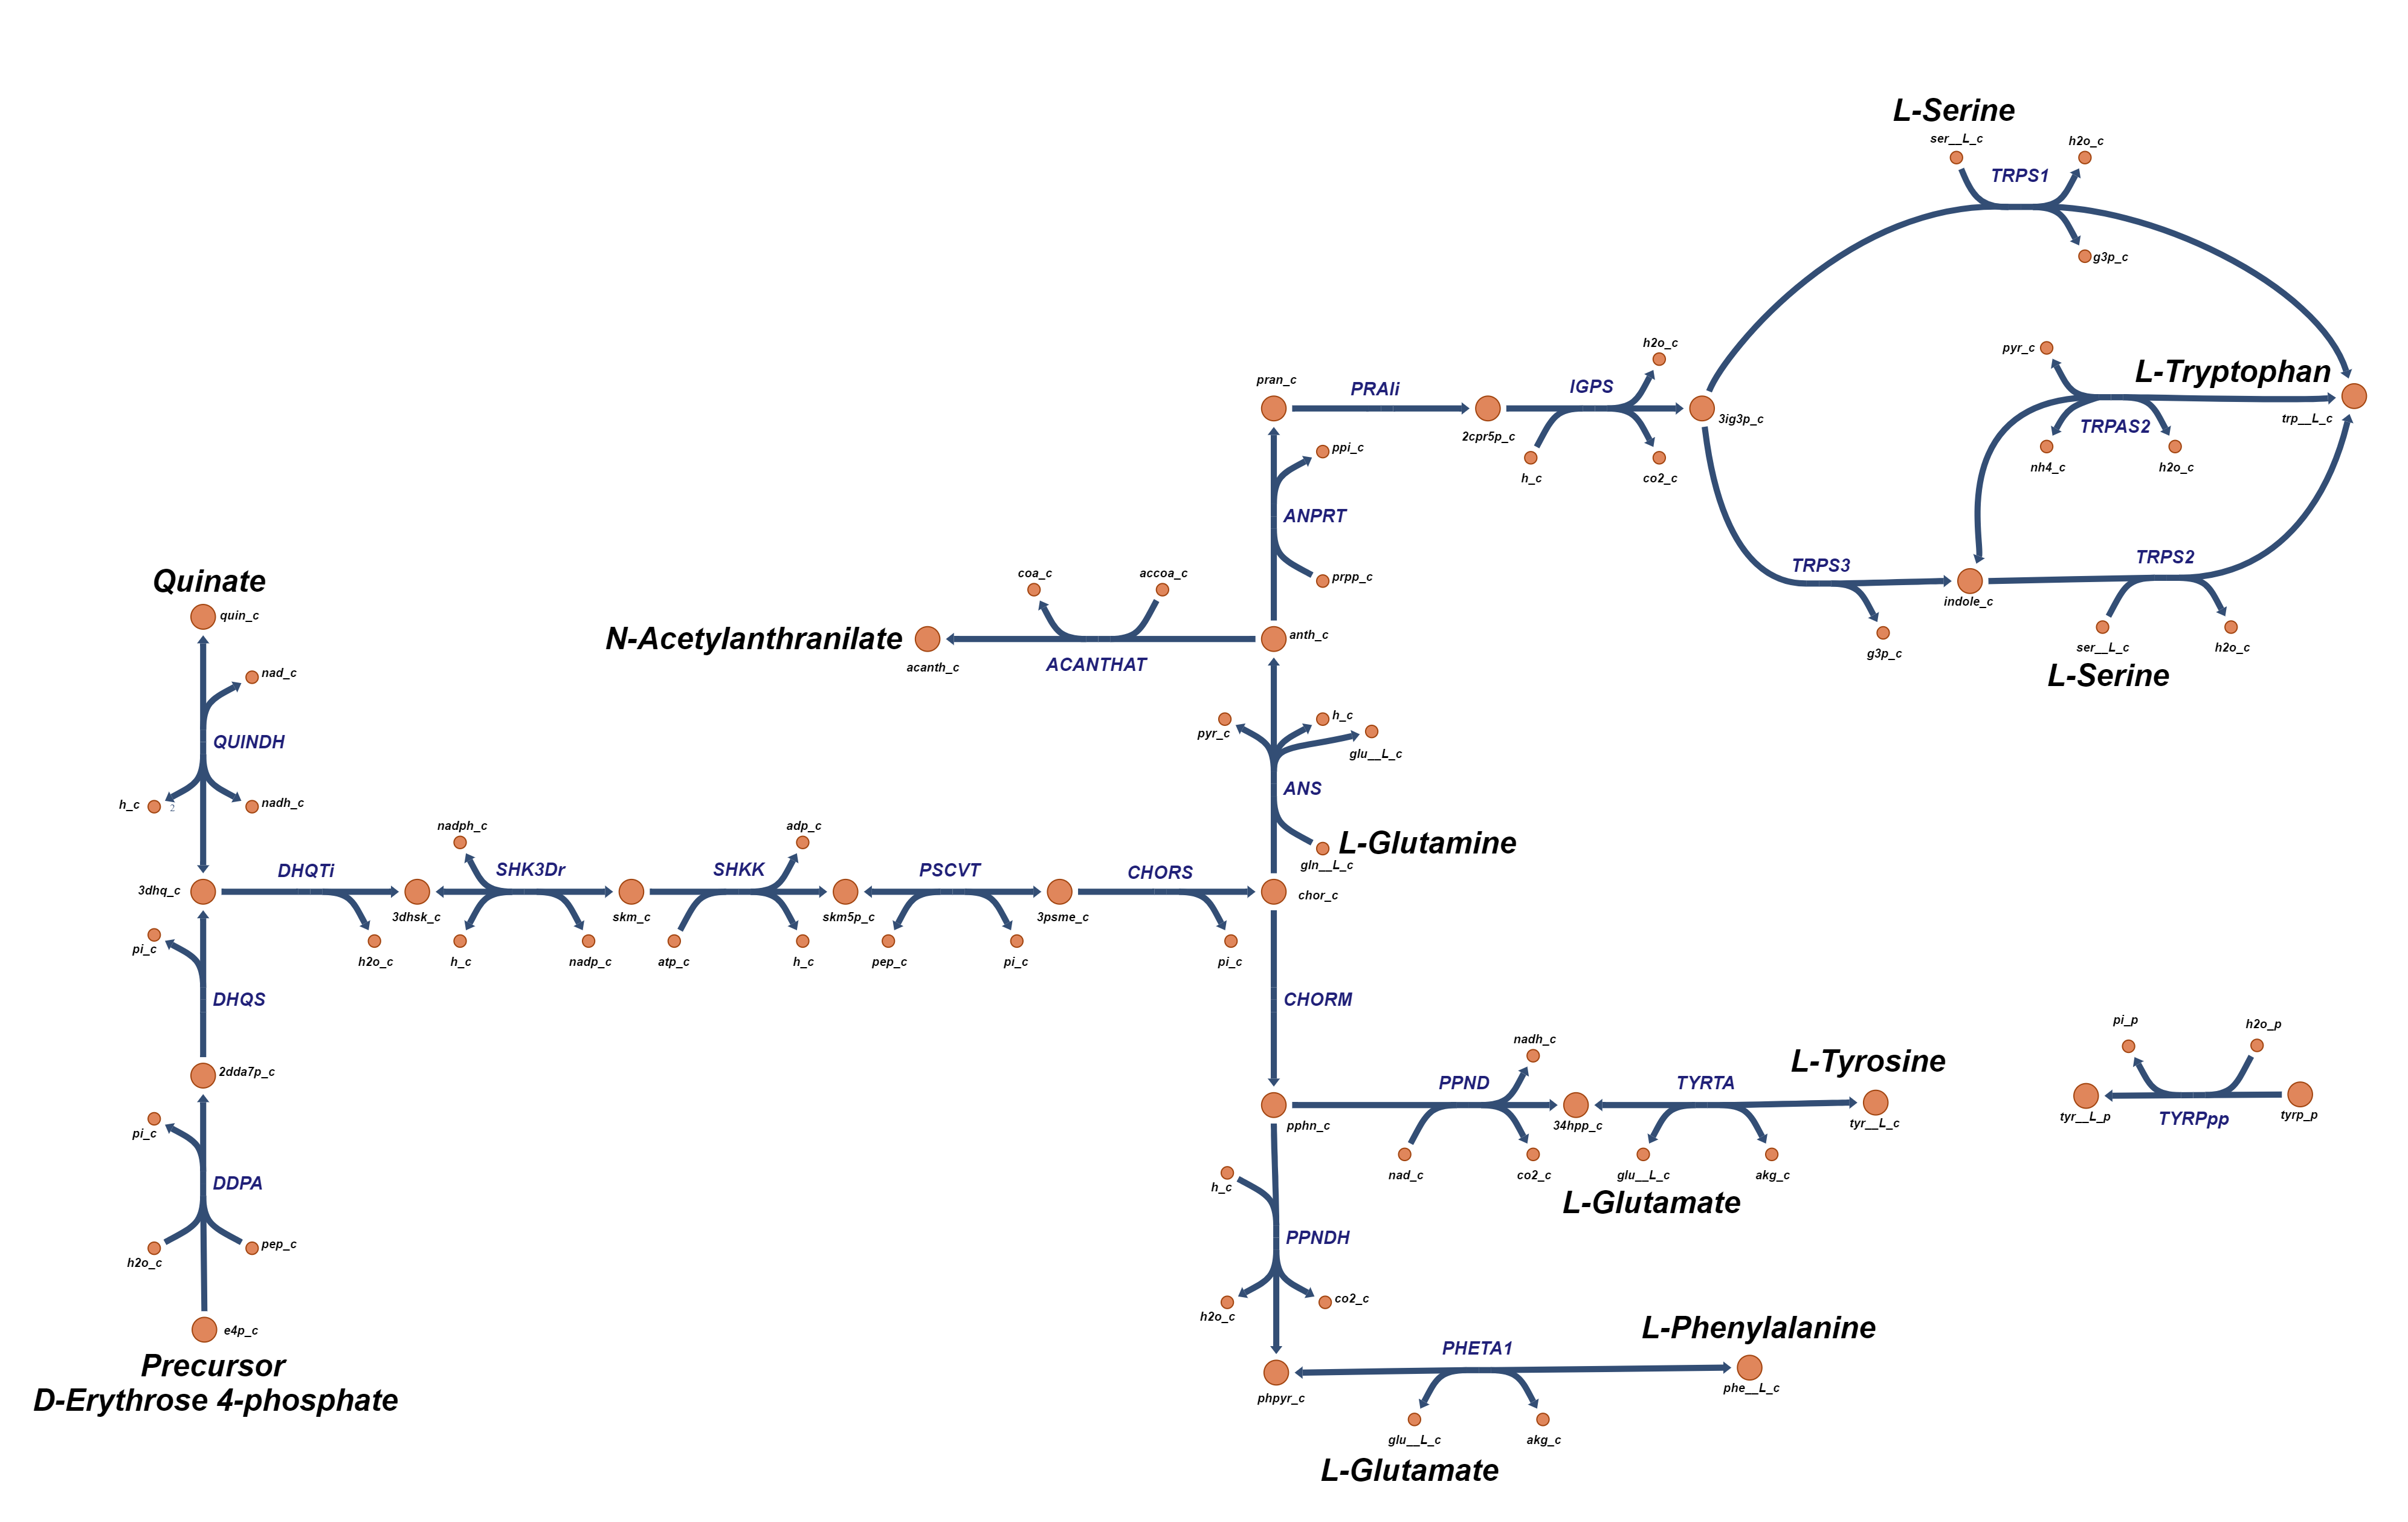 L-Serine
ser__L_c
h2o_c
TRPS1
g3p_c
pyr_c
L-Tryptophan
trp__L_c
TRPAS2
nh4_c
h2o_c
h2o_c
pran_c
PRAIi
IGPS
2cpr5p_c
3ig3p_c
h_c
co2_c
ppi_c
ANPRT
prpp_c
TRPS3
TRPS2
indole_c
g3p_c
ser__L_c
h2o_c
L-Serine
coa_c
accoa_c
N-Acetylanthranilate
acanth_c
ACANTHAT
anth_c
Quinate
quin_c
nad_c
QUINDH
h_c
2
nadh_c
pyr_c
h_c
glu__L_c
ANS
L-Glutamine
gln__L_c
3dhq_c
DHQTi
nadph_c
SHK3Dr
SHKK
adp_c
PSCVT
CHORS
chor_c
3dhsk_c
skm_c
skm5p_c
3psme_c
h2o_c
h_c
nadp_c
atp_c
h_c
pep_c
pi_c
pi_c
pi_c
DHQS
2dda7p_c
pi_c
DDPA
h2o_c
pep_c
e4p_c
Precursor
D-Erythrose 4-phosphate
CHORM
pphn_c
PPND
nadh_c
34hpp_c
TYRTA
L-Tyrosine
tyr__L_c
nad_c
co2_c
glu__L_c
akg_c
L-Glutamate
pi_p
h2o_p
tyr__L_p
TYRPpp
tyrp_p
h_c
PPNDH
h2o_c
co2_c
phpyr_c
PHETA1
L-Phenylalanine
phe__L_c
glu__L_c
akg_c
L-Glutamate